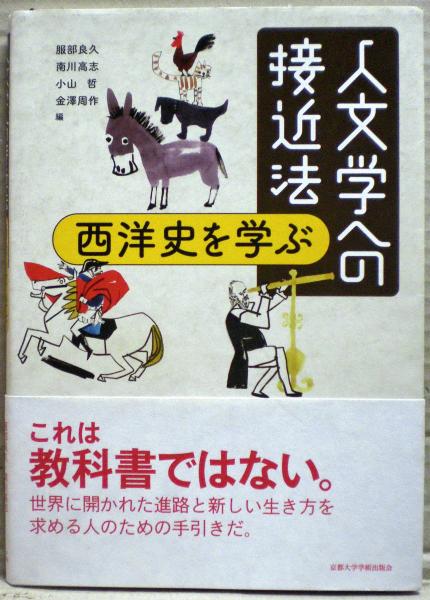 服部良久
南川高志
小山 哲
金澤周作
編
人文学への
接近法
西洋史を学ぶ
これは
教科書ではない。
世界に開かれた進路と新しい生き方を
求める人のための手引きだ。
京都大学学術出版会